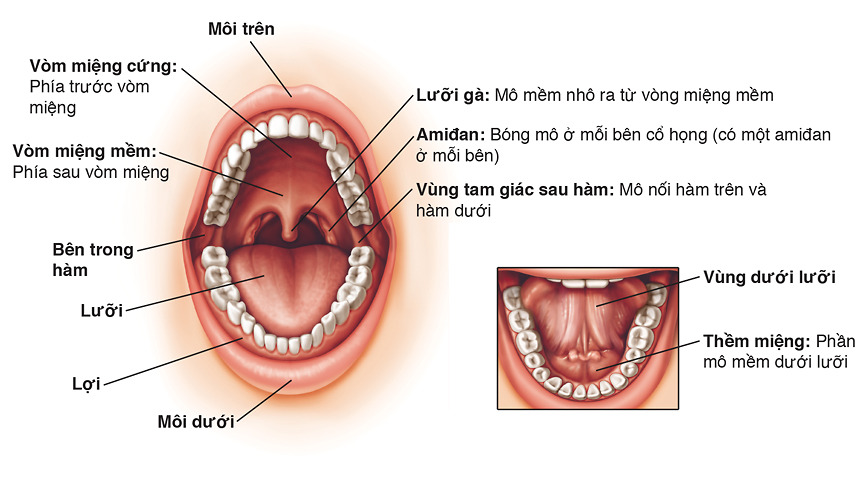 Môi trên
Vòm miệng cứng:
Phía trước vòm
miệng
Vòm miệng mềm:
Phía sau vòm miệng
Bên trong
hàm
Lưỡi
Lợi
Môi dưới
Lưỡi gà: Mô mềm nhô ra từ vòng miệng mềm
Amiđan: Bóng mô ở mỗi bên cổ họng (có một amiđan
ở mỗi bên)
Vùng tam giác sau hàm: Mô nối hàm trên và
hàm dưới
Vùng dưới lưỡi
Thềm miệng: Phần
mô mềm dưới lưỡi